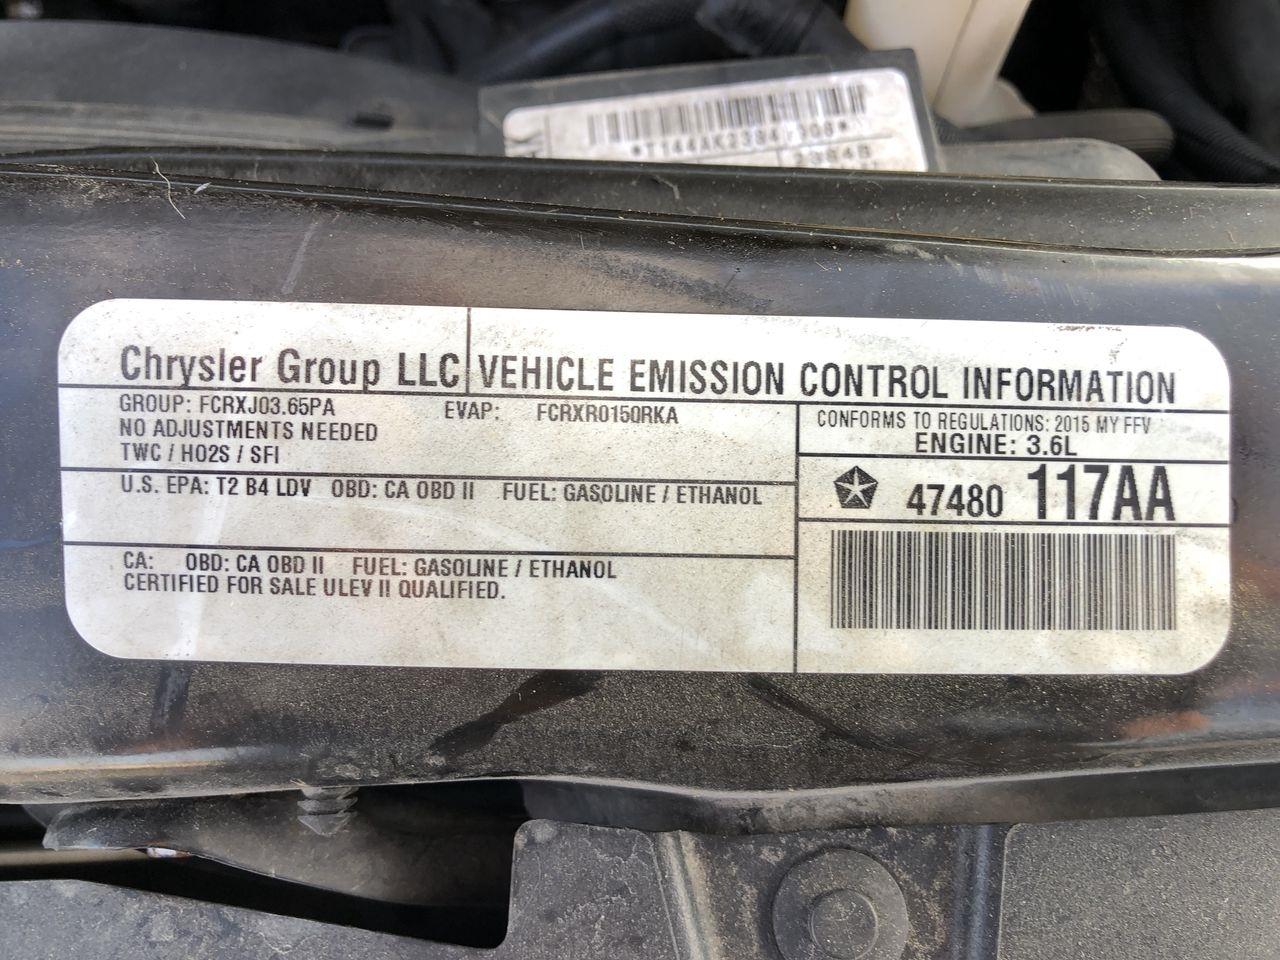 Chrysler Group LLC
VEHICLE EMISSION CONTROL INFORMATION
GROUP: FCRXJ03.65PA EVAP: FCRXR0150RKA
NO ADJUSTMENTS NEEDED
TWC / HO2S / SFI
CONFORMS TO REGULATIONS: 2015 MY FFV
ENGINE: 3.6L
U.S. EPA: T2 B4 LDV OBD: CA OBD II FUEL: GASOLINE / ETHANOL
47480 117AA
CA: OBD: CA OBD II FUEL: GASOLINE / ETHANOL
CERTIFIED FOR SALE ULEV II QUALIFIED.